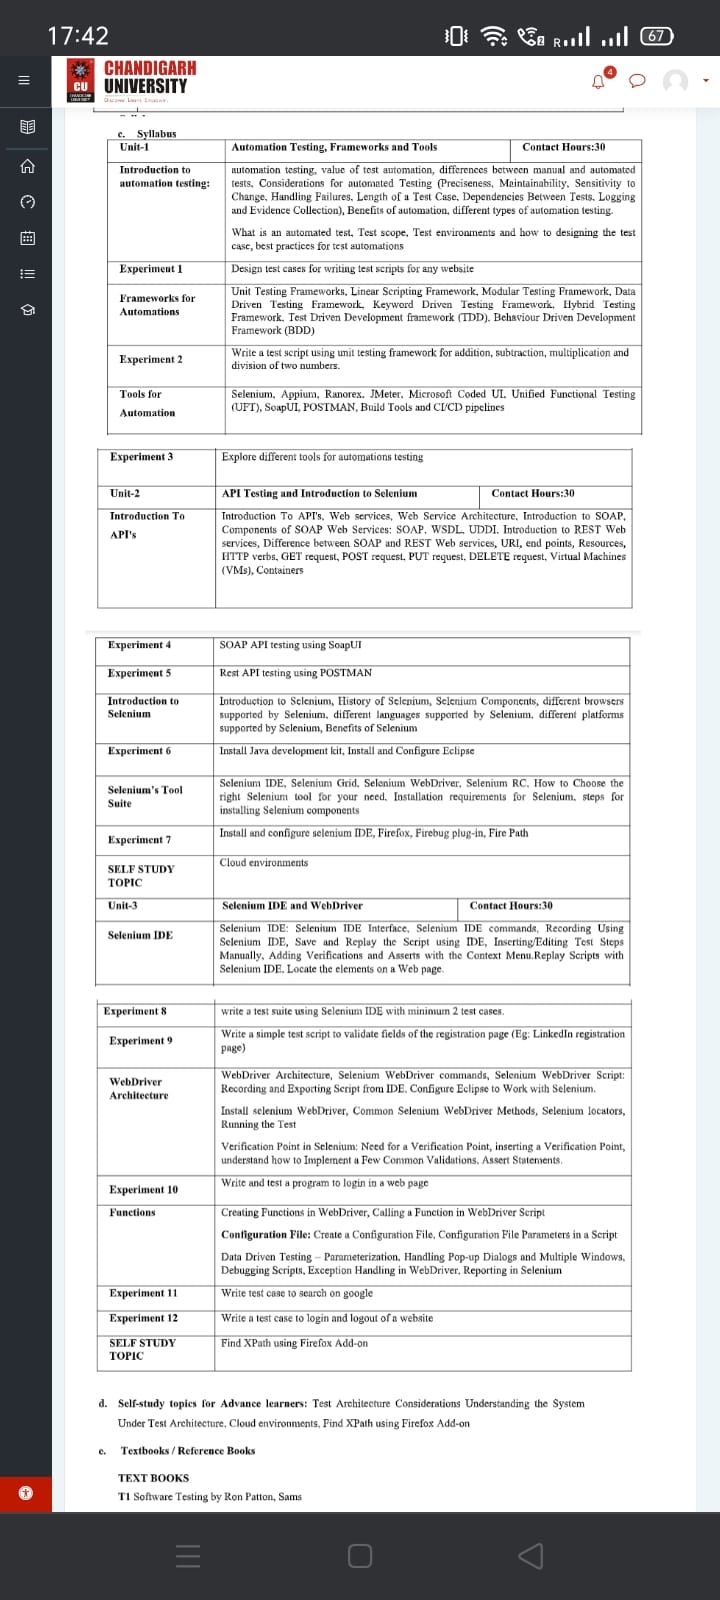 17:42
R
67
CU
CHANDIGARH
UNIVERSITY
Discover. Learn. Empower.
4
c. Syllabus
Unit-1 Automation Testing, Frameworks and Tools Contact Hours:30
Introduction to automation testing, value of test automation, differences between manual and automated
automation testing: tests, Considerations for automated Testing (Preciseness, Maintainability, Sensitivity to
Change, Handling Failures, Length of a Test Case, Dependencies Between Tests, Logging
and Evidence Collection), Benefits of automation, different types of automation testing.
What is an automated test, Test scope, Test environments and how to designing the test
case, best practices for test automations
Experiment 1 Design test cases for writing test scripts for any website
Frameworks for Unit Testing Frameworks, Linear Scripting Framework, Modular Testing Framework, Data
Automations Driven Testing Framework, Keyword Driven Testing Framework, Hybrid Testing
Framework, Test Driven Development framework (TDD), Behaviour Driven Development
Framework (BDD)
Experiment 2 Write a test script using unit testing framework for addition, subtraction, multiplication and
division of two numbers.
Tools for Selenium, Appium, Ranorex, JMeter, Microsoft Coded UI, Unified Functional Testing
Automation (UFT), SoapUI, POSTMAN, Build Tools and CI/CD pipelines
Experiment 3 Explore different tools for automations testing
Unit-2 API Testing and Introduction to Selenium Contact Hours:30
Introduction To Introduction To API's, Web services, Web Service Architecture, Introduction to SOAP,
API's Components of SOAP Web Services: SOAP, WSDL, UDDI, Introduction to REST Web
services, Difference between SOAP and REST Web services, URI, end points, Resources,
HTTP verbs, GET request, POST request, PUT request, DELETE request, Virtual Machines
(VMs), Containers
Experiment 4 SOAP API testing using SoapUI
Experiment 5 Rest API testing using POSTMAN
Introduction to Introduction to Selenium, History of Selenium, Selenium Components, different browsers
Selenium supported by Selenium, different languages supported by Selenium, different platforms
supported by Selenium, Benefits of Selenium
Experiment 6 Install Java development kit, Install and Configure Eclipse
Selenium's Tool Selenium IDE, Selenium Grid, Selenium WebDriver, Selenium RC, How to Choose the
Suite right Selenium tool for your need, Installation requirements for Selenium, steps for
installing Selenium components
Experiment 7 Install and configure selenium IDE, Firefox, Firebug plug-in, Fire Path
SELF STUDY Cloud environments
TOPIC
Unit-3 Selenium IDE and WebDriver Contact Hours:30
Selenium IDE Selenium IDE: Selenium IDE Interface, Selenium IDE commands, Recording Using
Selenium IDE, Save and Replay the Script using IDE, Inserting/Editing Test Steps
Manually, Adding Verifications and Asserts with the Context Menu.Replay Scripts with
Selenium IDE, Locate the elements on a Web page.
Experiment 8 write a test suite using Selenium IDE with minimum 2 test cases.
Experiment 9 Write a simple test script to validate fields of the registration page (Eg: LinkedIn registration
page)
WebDriver WebDriver Architecture, Selenium WebDriver commands, Selenium WebDriver Script:
Architecture Recording and Exporting Script from IDE, Configure Eclipse to Work with Selenium.
Install selenium WebDriver, Common Selenium WebDriver Methods, Selenium locators,
Running the Test
Verification Point in Selenium: Need for a Verification Point, inserting a Verification Point,
understand how to Implement a Few Common Validations, Assert Statements.
Experiment 10 Write and test a program to login in a web page
Functions Creating Functions in WebDriver, Calling a Function in WebDriver Script
Configuration File: Create a Configuration File, Configuration File Parameters in a Script
Data Driven Testing – Parameterization, Handling Pop-up Dialogs and Multiple Windows,
Debugging Scripts, Exception Handling in WebDriver, Reporting in Selenium
Experiment 11 Write test case to search on google
Experiment 12 Write a test case to login and logout of a website
SELF STUDY Find XPath using Firefox Add-on
TOPIC
d. Self-study topics for Advance learners: Test Architecture Considerations Understanding the System
Under Test Architecture, Cloud environments, Find XPath using Firefox Add-on
e. Textbooks / Reference Books
TEXT BOOKS
T1 Software Testing by Ron Patton, Sams